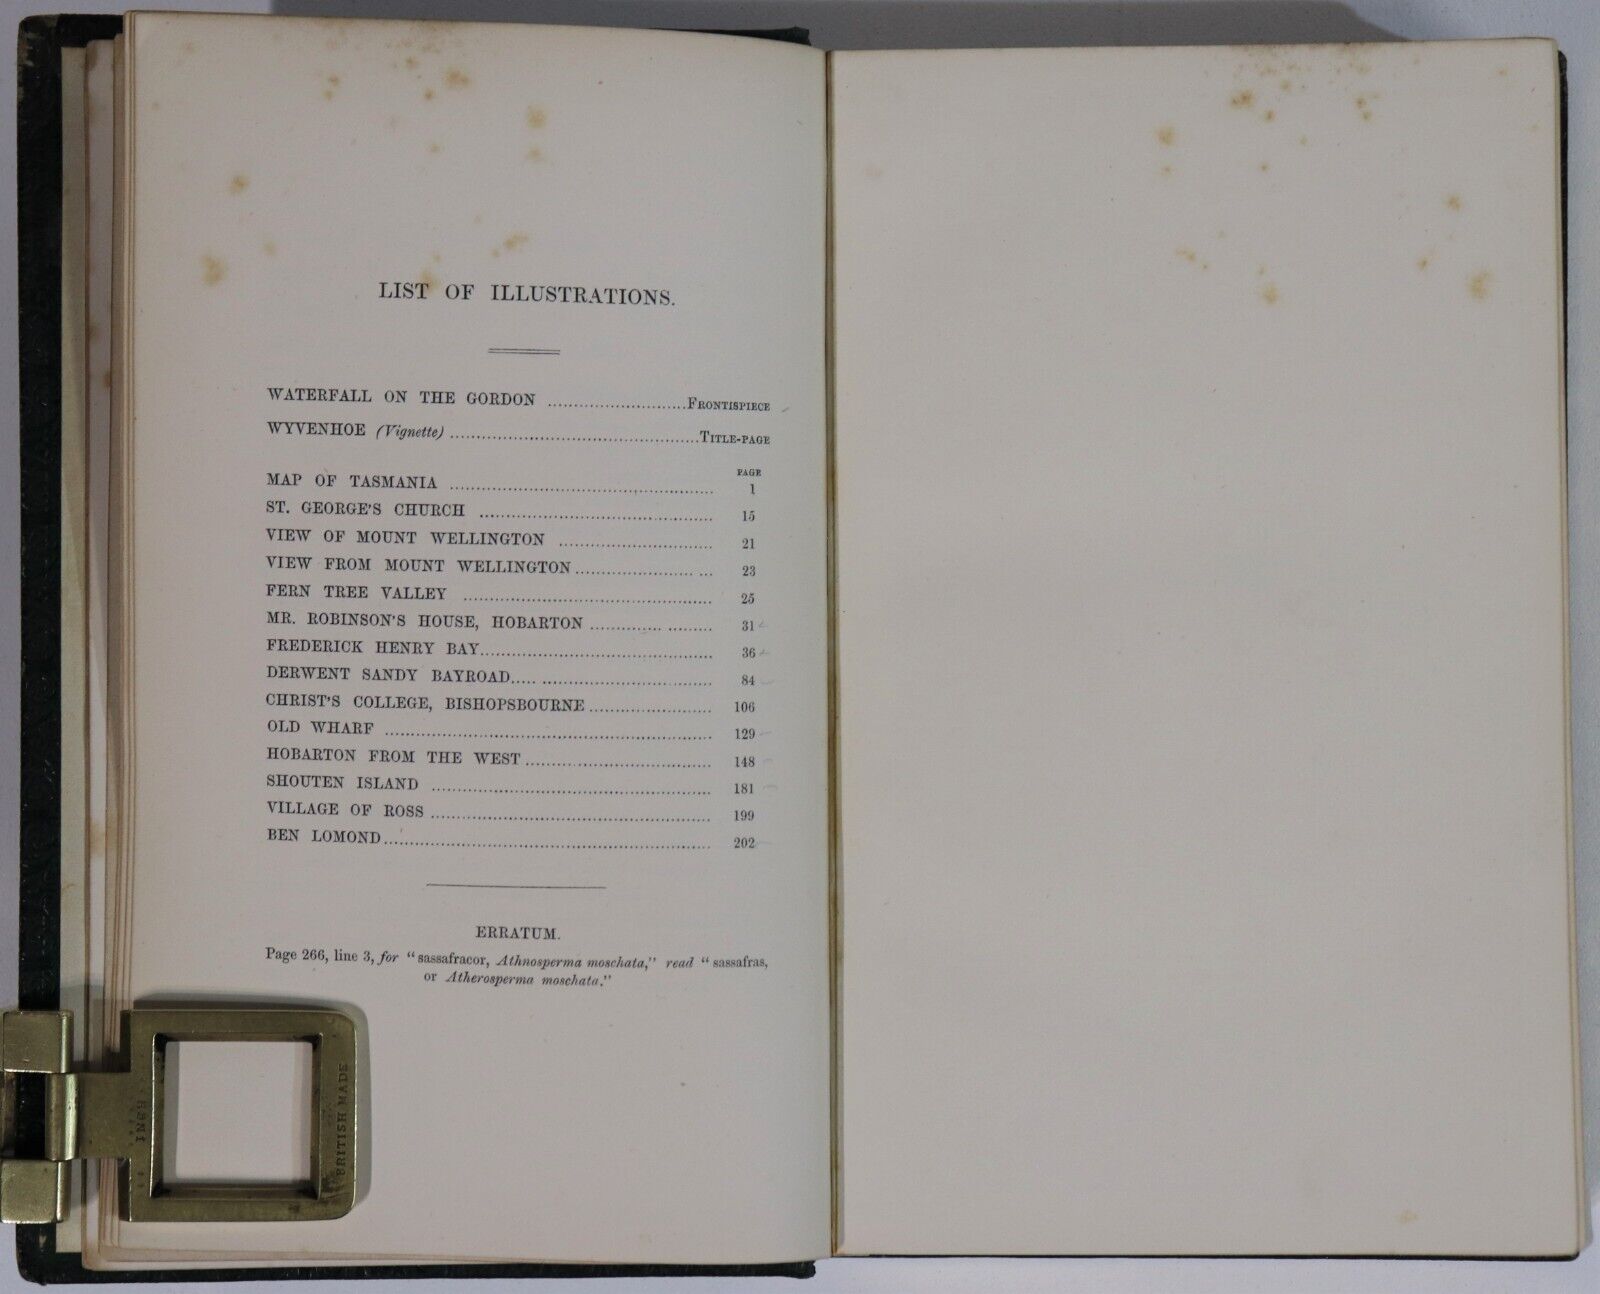 LIST OF ILLUSTRATIONS.
WATERFALL ON THE GORDON ........................... FRONTISPIECE
WYVENHOE (Vignette) ................................................ TITLE-PAGE
PAGE
MAP OF TASMANIA .................................................. 1
ST. GEORGE'S CHURCH ............................................ 15
VIEW OF MOUNT WELLINGTON ............................. 21
VIEW FROM MOUNT WELLINGTON ...................... ... 23
FERN TREE VALLEY ............................................... 25
MR. ROBINSON'S HOUSE, HOBARTON ............. ......... 31
FREDERICK HENRY BAY ............................................ 36
DERWENT SANDY BAYROAD ..... ................................ 84
CHRIST'S COLLEGE, BISHOPSBOURNE ....................... 106
OLD WHARF .............................................................. 129
HOBARTON FROM THE WEST ................................... 148
SHOUTEN ISLAND ..................................................... 181
VILLAGE OF ROSS ..................................................... 199
BEN LOMOND .............................................................. 202
ERRATUM.
Page 266, line 3, for "sassafracor, Athnosperma moschata," read "sassafras,
or Atherosperma moschata."
BRITISH MADE